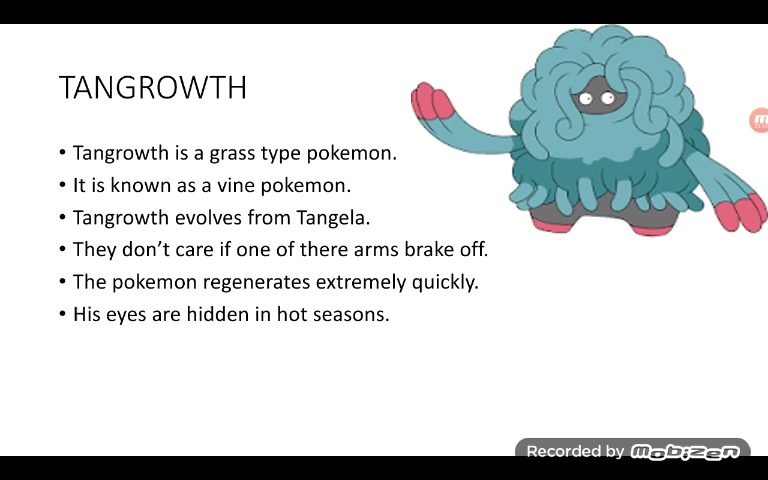 TANGROWTH
• Tangrowth is a grass type pokemon.
• It is known as a vine pokemon.
• Tangrowth evolves from Tangela.
• They don’t care if one of there arms brake off.
• The pokemon regenerates extremely quickly.
• His eyes are hidden in hot seasons.
Recorded by mobizen